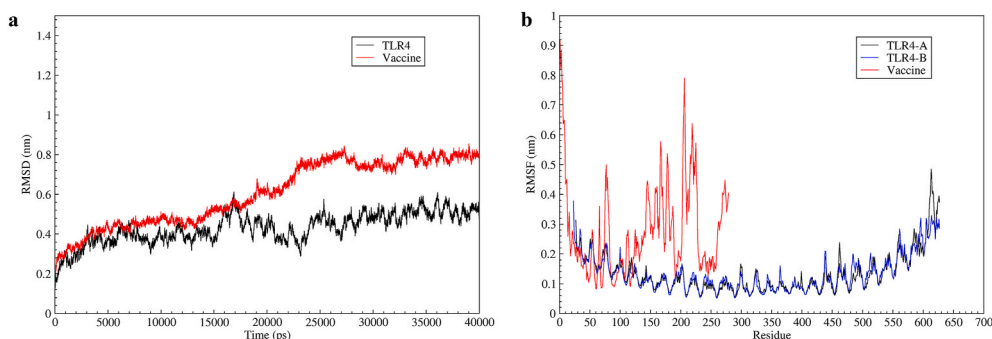 a
1.4
1.2
1
0.8
0.6
0.4
0.2
0
RMSD (nm)
TLR4
Vaccine
0 5000 10000 15000 20000 25000 30000 35000 40000
Time (ps)
b
1
0.9
0.8
0.7
0.6
0.5
0.4
0.3
0.2
0.1
0
RMSF (nm)
TLR4-A
TLR4-B
Vaccine
0 50 100 150 200 250 300 350 400 450 500 550 600 650 700
Residue